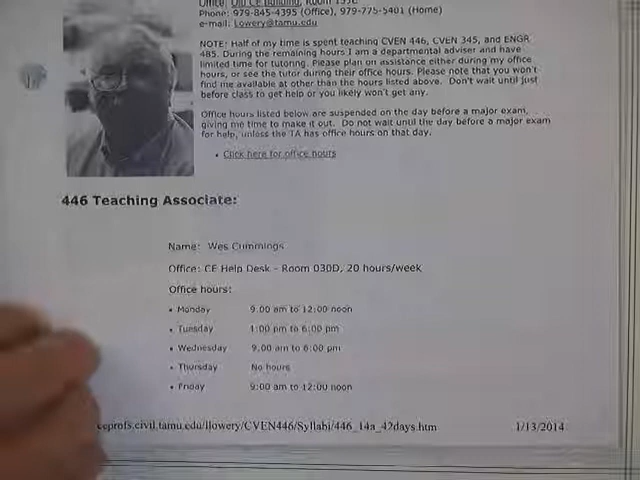 Office: Old CE Building, Room 139E
Phone: 979-845-4395 (Office), 979-775-5401 (Home)
e-mail: Lowery@tamu.edu
NOTE: Half of my time is spent teaching CVEN 446, CVEN 345, and ENGR
485. During the remaining hours I am a departmental adviser and have
limited time for tutoring. Please plan on assistance either during my office
hours, or see the tutor during their office hours. Please note that you won't
find me available at other than the hours listed above. Don't wait until just
before class to get help or you likely won't get any.
Office hours listed below are suspended on the day before a major exam,
giving me time to make it out. Do not wait until the day before a major exam
for help, unless the TA has office hours on that day.
• Click here for office hours
446 Teaching Associate:
Name: Wes Cummings
Office: CE Help Desk - Room 030D, 20 hours/week
Office hours:
• Monday 9:00 am to 12:00 noon
• Tuesday 1:00 pm to 6:00 pm
• Wednesday 9:00 am to 6:00 pm
• Thursday No hours
• Friday 9:00 am to 12:00 noon
ceprofs.civil.tamu.edu/llowery/CVEN446/Syllabi/446_14a_42days.htm 1/13/2014